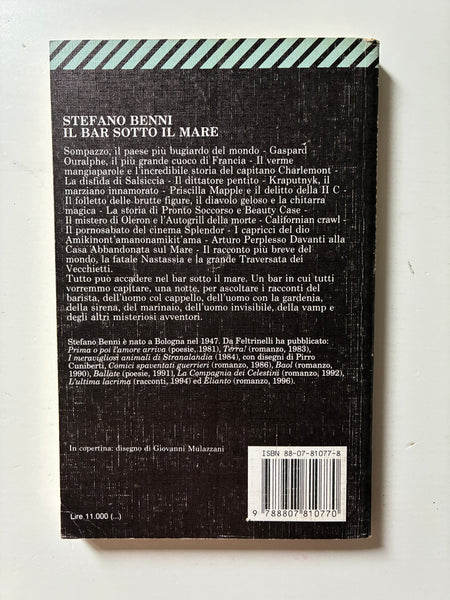 STEFANO BENNI
IL BAR SOTTO IL MARE
Sompazzo, il paese più bugiardo del mondo - Gaspard
Ouralphe, il più grande cuoco di Francia - Il verme
mangiaparole e l'incredibile storia del capitano Charlemont -
La disfida di Salsiccia - Il dittatore pentito - Kraputnyk, il
marziano innamorato - Priscilla Mapple e il delitto della II C -
Il folletto delle brutte figure, il diavolo geloso e la chitarra
magica - La storia di Pronto Soccorso e Beauty Case -
Il mistero di Oleron e l'Autogrill della morte - Californian crawl -
Il pornosabato del cinema Splendor - I capricci del dio
Amikinont'amanonamikit'ama - Arturo Perplesso Davanti alla
Casa Abbandonata sul Mare - Il racconto più breve del
mondo, la fatale Nastassia e la grande Traversata dei
Vecchietti.
Tutto può accadere nel bar sotto il mare. Un bar in cui tutti
vorremmo capitare, una notte, per ascoltare i racconti del
barista, dell'uomo col cappello, dell'uomo con la gardenia,
della sirena, del marinaio, dell'uomo invisibile, della vamp e
degli altri misteriosi avventori.
Stefano Benni è nato a Bologna nel 1947. Da Feltrinelli ha pubblicato:
Prima o poi l'amore arriva (poesie, 1981), Terra! (romanzo, 1983),
I meravigliosi animali di Stranalandia (1984), con disegni di Pirro
Cuniberti, Comici spaventati guerrieri (romanzo, 1986), Baol (romanzo,
1990), Ballate (poesie, 1991), La Compagnia dei Celestini (romanzo, 1992),
L'ultima lacrima (racconti, 1994) ed Elianto (romanzo, 1996).
In copertina: disegno di Giovanni Mulazzani
ISBN 88-07-81077-8
9 788807 810770
Lire 11.000 (...)